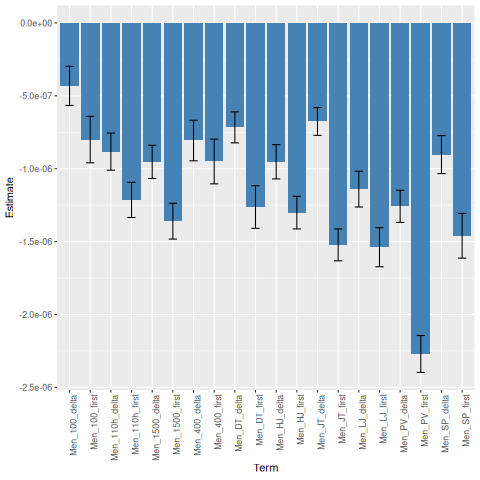 0.0e+00
-5.0e-07
-1.0e-06
-1.5e-06
-2.0e-06
-2.5e-06
Estimate
Men_100_delta
Men_100_first
Men_110h_delta
Men_110h_first
Men_1500_delta
Men_1500_first
Men_400_delta
Men_400_first
Men_DT_delta
Men_DT_first
Men_HJ_delta
Men_HJ_first
Men_JT_delta
Men_JT_first
Men_LJ_delta
Men_LJ_first
Men_PV_delta
Men_PV_first
Men_SP_delta
Men_SP_first
Term